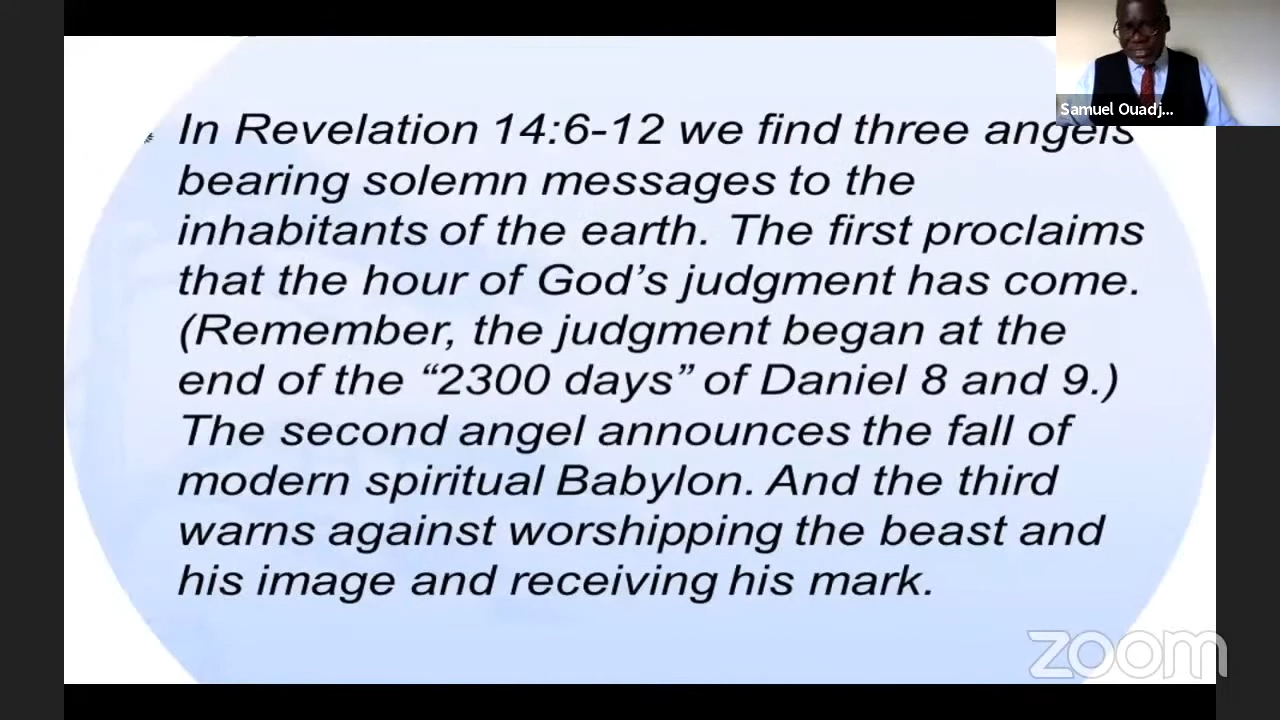 Samuel Ouadj...
In Revelation 14:6-12 we find three angels
bearing solemn messages to the
inhabitants of the earth. The first proclaims
that the hour of God’s judgment has come.
(Remember, the judgment began at the
end of the “2300 days” of Daniel 8 and 9.)
The second angel announces the fall of
modern spiritual Babylon. And the third
warns against worshipping the beast and
his image and receiving his mark.
zoom